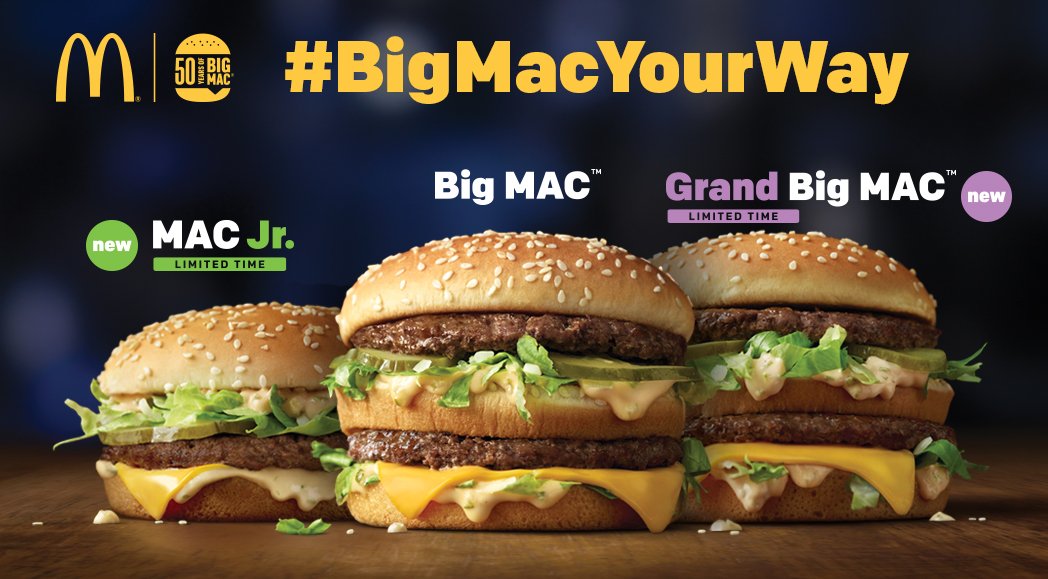 M
50 YEARS OF BIG MAC®
#BigMacYourWay
new
MAC Jr.
LIMITED TIME
Big MAC™
Grand Big MAC™
LIMITED TIME
new